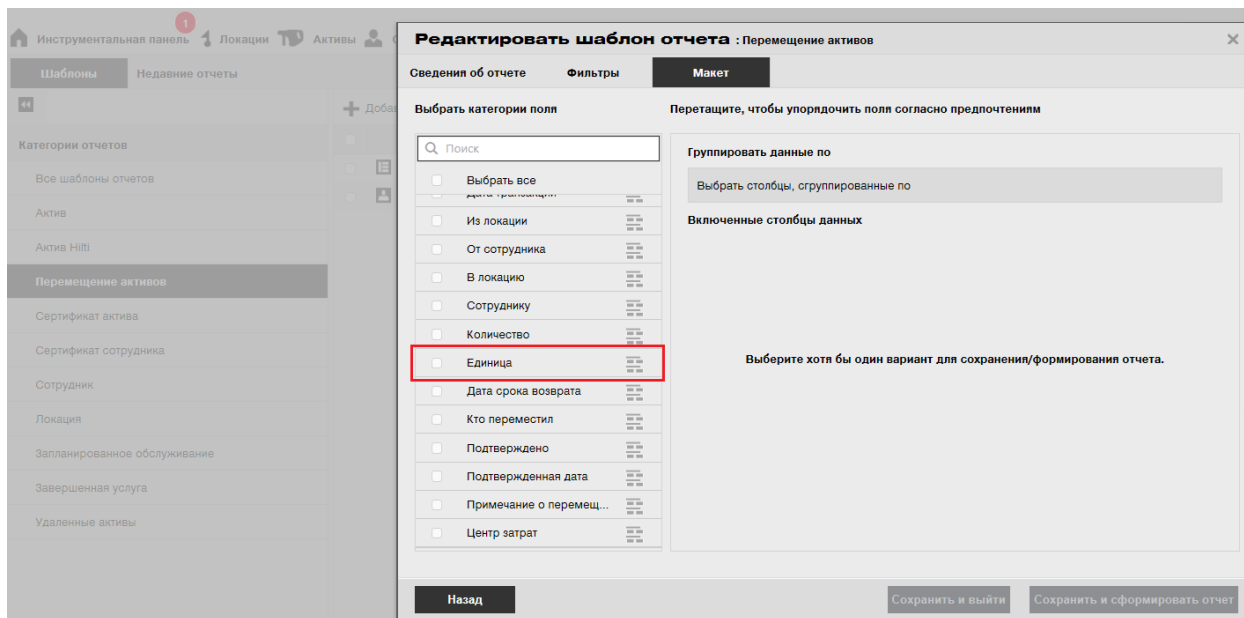 1
Инструментальная панель Локации Активы
Шаблоны Недавние отчеты
Категории отчетов
Все шаблоны отчетов
Актив
Актив Hilti
Перемещение активов
Сертификат актива
Сертификат сотрудника
Сотрудник
Локация
Запланированное обслуживание
Завершенная услуга
Удаленные активы
Редактировать шаблон отчета : Перемещение активов
Сведения об отчете Фильтры Макет
Выбрать категории поля
Перетащите, чтобы упорядочить поля согласно предпочтениям
Поиск
Выбрать все
Дата транзакции
Из локации
От сотрудника
В локацию
Сотруднику
Количество
Единица
Дата срока возврата
Кто переместил
Подтверждено
Подтвержденная дата
Примечание о перемещ...
Центр затрат
Группировать данные по
Выбрать столбцы, сгруппированные по
Включенные столбцы данных
Выберите хотя бы один вариант для сохранения/формирования отчета.
Назад
Сохранить и выйти
Сохранить и сформировать отчет